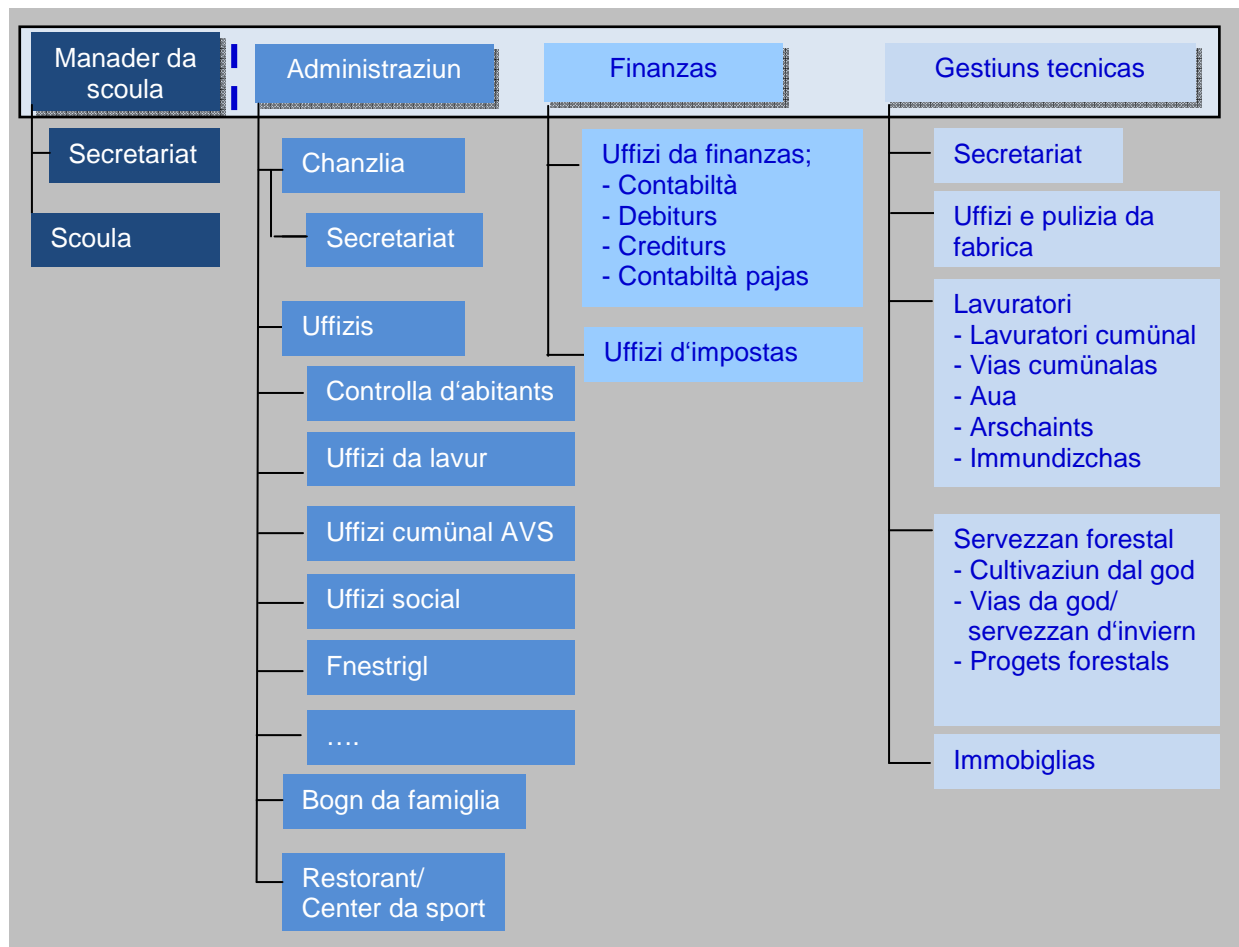 Manader da
scoula
Administraziun
Finanzas
Gestiuns tecnicas
Secretariat
Scoula
Chanzlia
Secretariat
Uffizis
Controlla d‘abitants
Uffizi da lavur
Uffizi cumünal AVS
Uffizi social
Fnestrigl
….
Bogn da famiglia
Restorant/
Center da sport
Uffizi da finanzas;
- Contabiltà
- Debiturs
- Crediturs
- Contabiltà pajas
Uffizi d‘impostas
Secretariat
Uffizi e pulizia da
fabrica
Lavuratori
- Lavuratori cumünal
- Vias cumünalas
- Aua
- Arschaints
- Immundizchas
Servezzan forestal
- Cultivaziun dal god
- Vias da god/
servezzan d‘inviern
- Progets forestals
Immobiglias